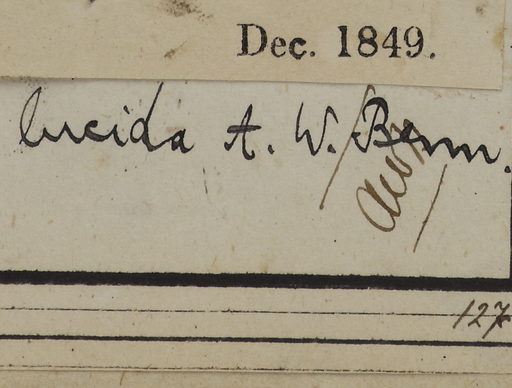 Dec. 1849.
lucida A. W. Benn.
127